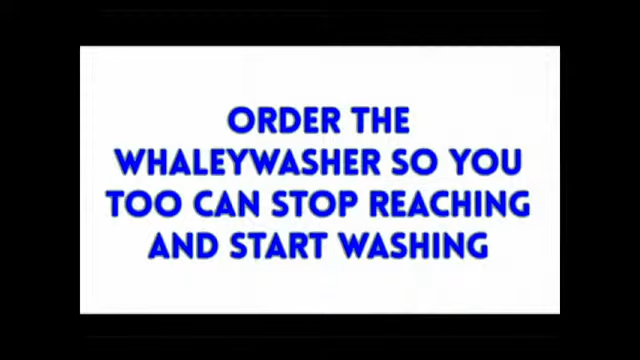 ORDER THE
WHALEYWASHER SO YOU
TOO CAN STOP REACHING
AND START WASHING